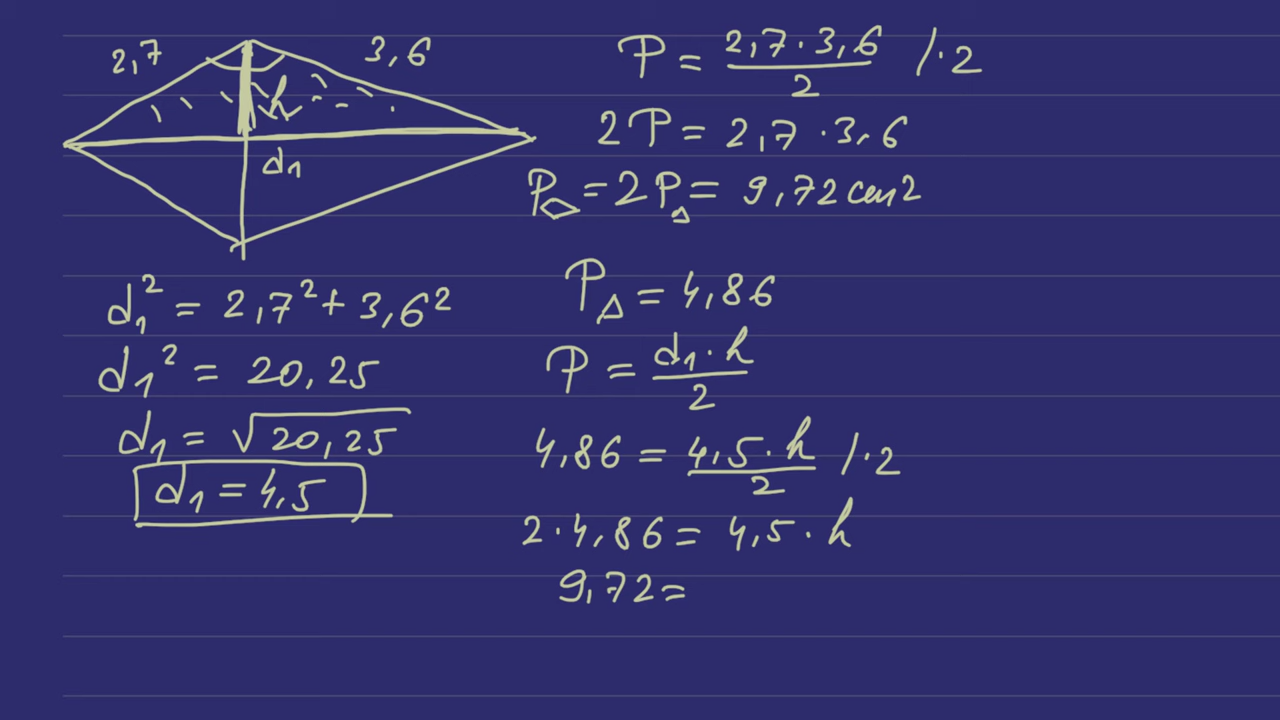 2,7
3,6
h
d₁
d₁² = 2,7² + 3,6²
d₁² = 20,25
d₁ = √20,25
d₁ = 4,5
P = 2,7 · 3,6 / 2 /·2
2P = 2,7 · 3,6
P▱ = 2P△ = 9,72 cm2
P△ = 4,86
P = d₁ · h / 2
4,86 = 4,5 · h / 2 /·2
2 · 4,86 = 4,5 · h
9,72 =